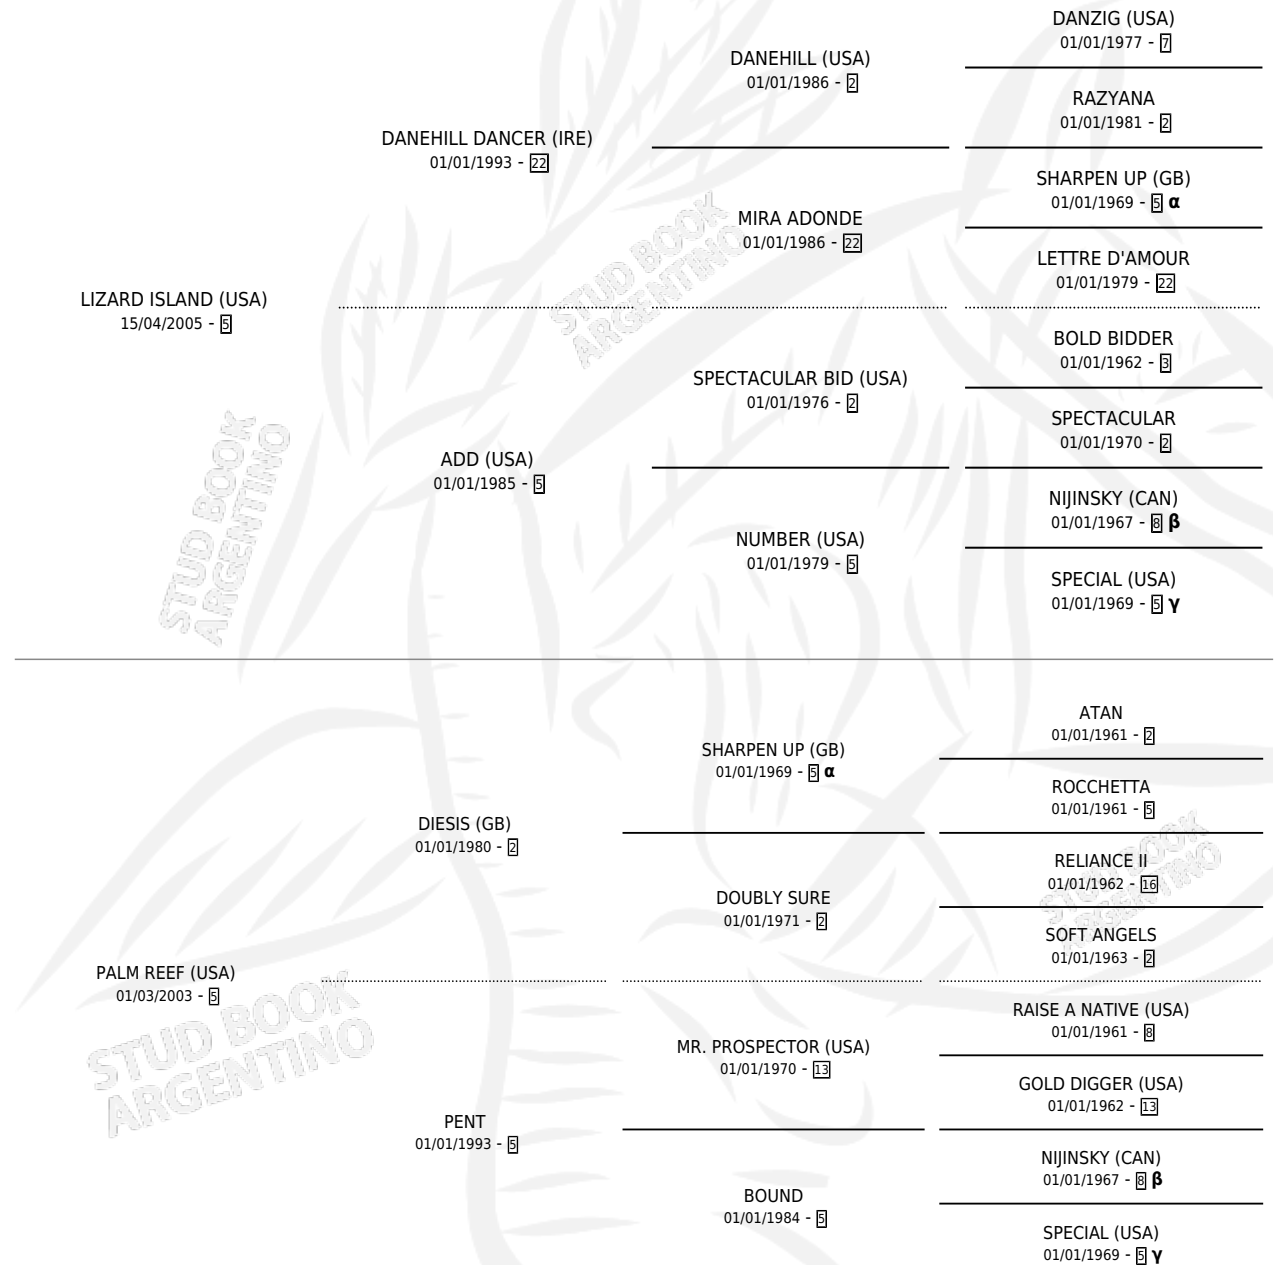 DANZIG (USA)
01/01/1977 - 7
DANEHILL (USA)
01/01/1986 - 2
RAZYANA
01/01/1981 - 2
DANEHILL DANCER (IRE)
01/01/1993 - 22
SHARPEN UP (GB)
01/01/1969 - 5 α
MIRA ADONDE
01/01/1986 - 22
LETTRE D'AMOUR
01/01/1979 - 22
LIZARD ISLAND (USA)
15/04/2005 - 5
BOLD BIDDER
01/01/1962 - 3
SPECTACULAR BID (USA)
01/01/1976 - 2
SPECTACULAR
01/01/1970 - 2
ADD (USA)
01/01/1985 - 5
NIJINSKY (CAN)
01/01/1967 - 8 β
NUMBER (USA)
01/01/1979 - 5
SPECIAL (USA)
01/01/1969 - 5 γ
STUD BOOK
ARGENTINO
STUD BOOK
ARGENTINO
ATAN
01/01/1961 - 2
SHARPEN UP (GB)
01/01/1969 - 5 α
ROCCHETTA
01/01/1961 - 5
DIESIS (GB)
01/01/1980 - 2
RELIANCE II
01/01/1962 - 16
DOUBLY SURE
01/01/1971 - 2
SOFT ANGELS
01/01/1963 - 2
PALM REEF (USA)
01/03/2003 - 5
RAISE A NATIVE (USA)
01/01/1961 - 8
MR. PROSPECTOR (USA)
01/01/1970 - 13
GOLD DIGGER (USA)
01/01/1962 - 13
PENT
01/01/1993 - 5
NIJINSKY (CAN)
01/01/1967 - 8 β
BOUND
01/01/1984 - 5
SPECIAL (USA)
01/01/1969 - 5 γ
STUD BOOK
ARGENTINO
STUD BOOK
ARGENTINO